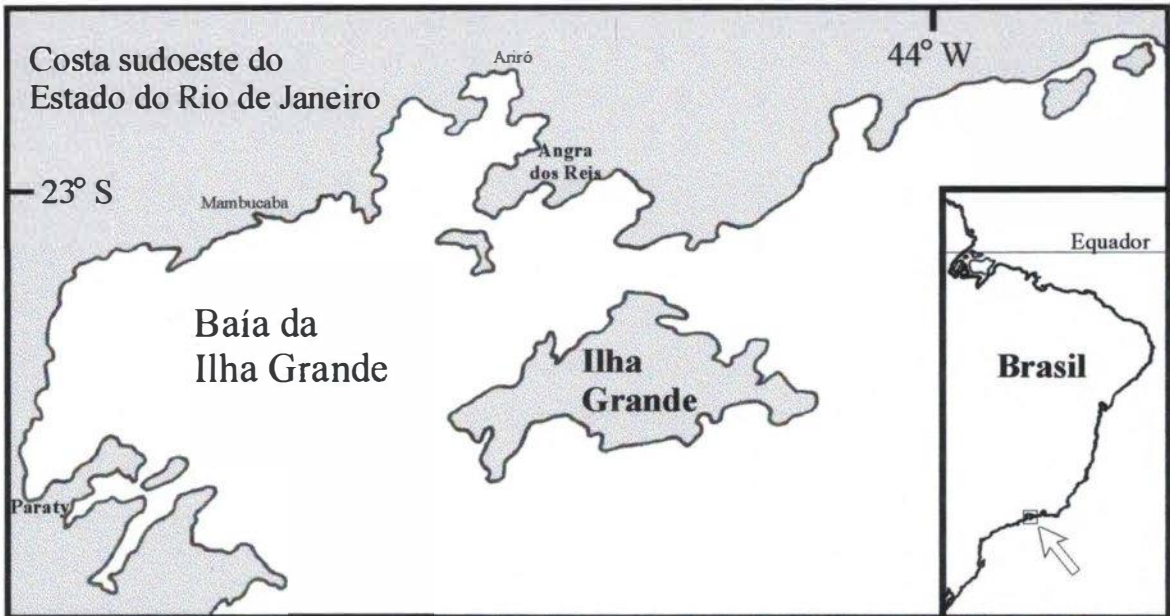 Costa sudoeste do
Estado do Rio de Janeiro
Ariró
44° W
Angra
dos Reis
23° S
Mambucaba
Equador
Baía da
Ilha Grande
Ilha
Grande
Brasil
Paraty